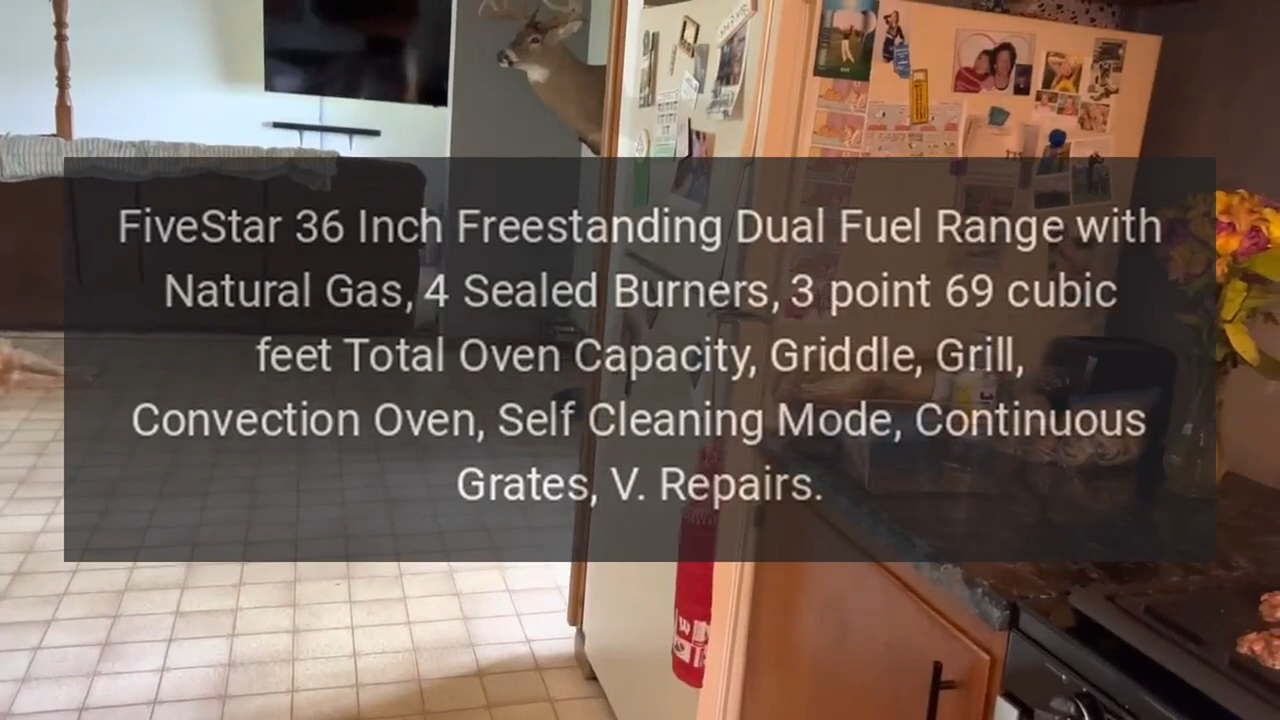 FiveStar 36 Inch Freestanding Dual Fuel Range with
Natural Gas, 4 Sealed Burners, 3 point 69 cubic
feet Total Oven Capacity, Griddle, Grill,
Convection Oven, Self Cleaning Mode, Continuous
Grates, V. Repairs.